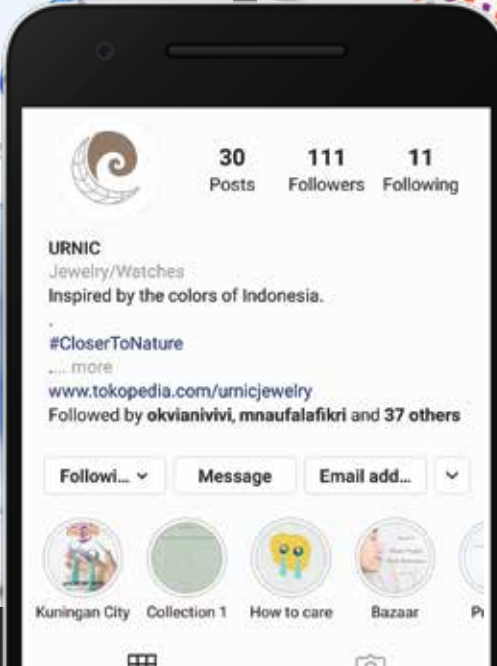 30 111 11
Posts Followers Following
URNIC
Jewelry/Watches
Inspired by the colors of Indonesia.
.
#CloserToNature
.... more
www.tokopedia.com/urnicjewelry
Followed by okvianivivi, mnaufalafikri and 37 others
Followi... Message Email add...
Kuningan City Collection 1 How to care Bazaar